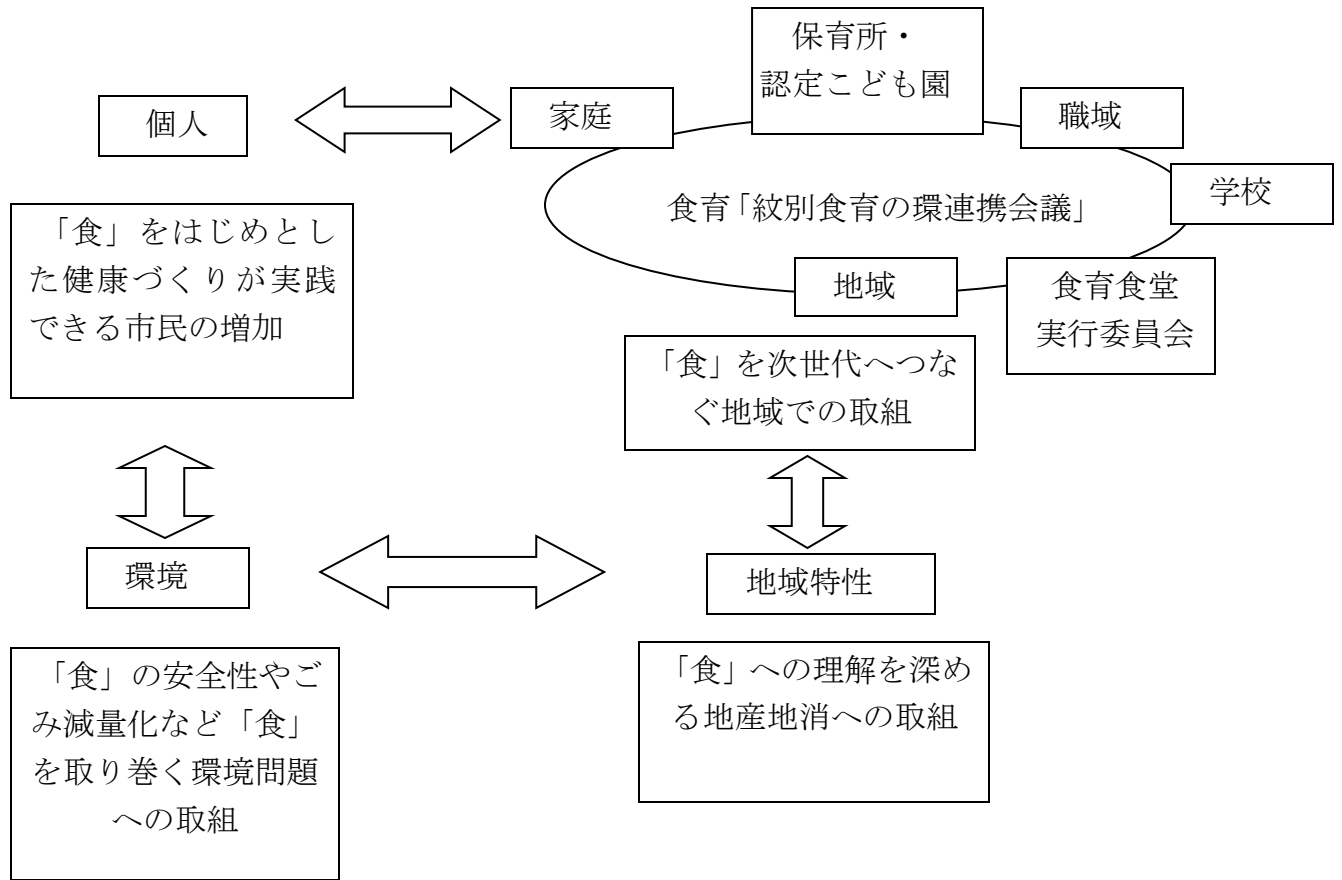 保育所・
認定こども園
個人
家庭
職域
学校
食育「紋別食育の環連携会議」
「食」をはじめとし
た健康づくりが実践
できる市民の増加
地域
食育食堂
実行委員会
「食」を次世代へつな
ぐ地域での取組
環境
地域特性
「食」の安全性やご
み減量化など「食」
を取り巻く環境問題
への取組
「食」への理解を深め
る地産地消への取組